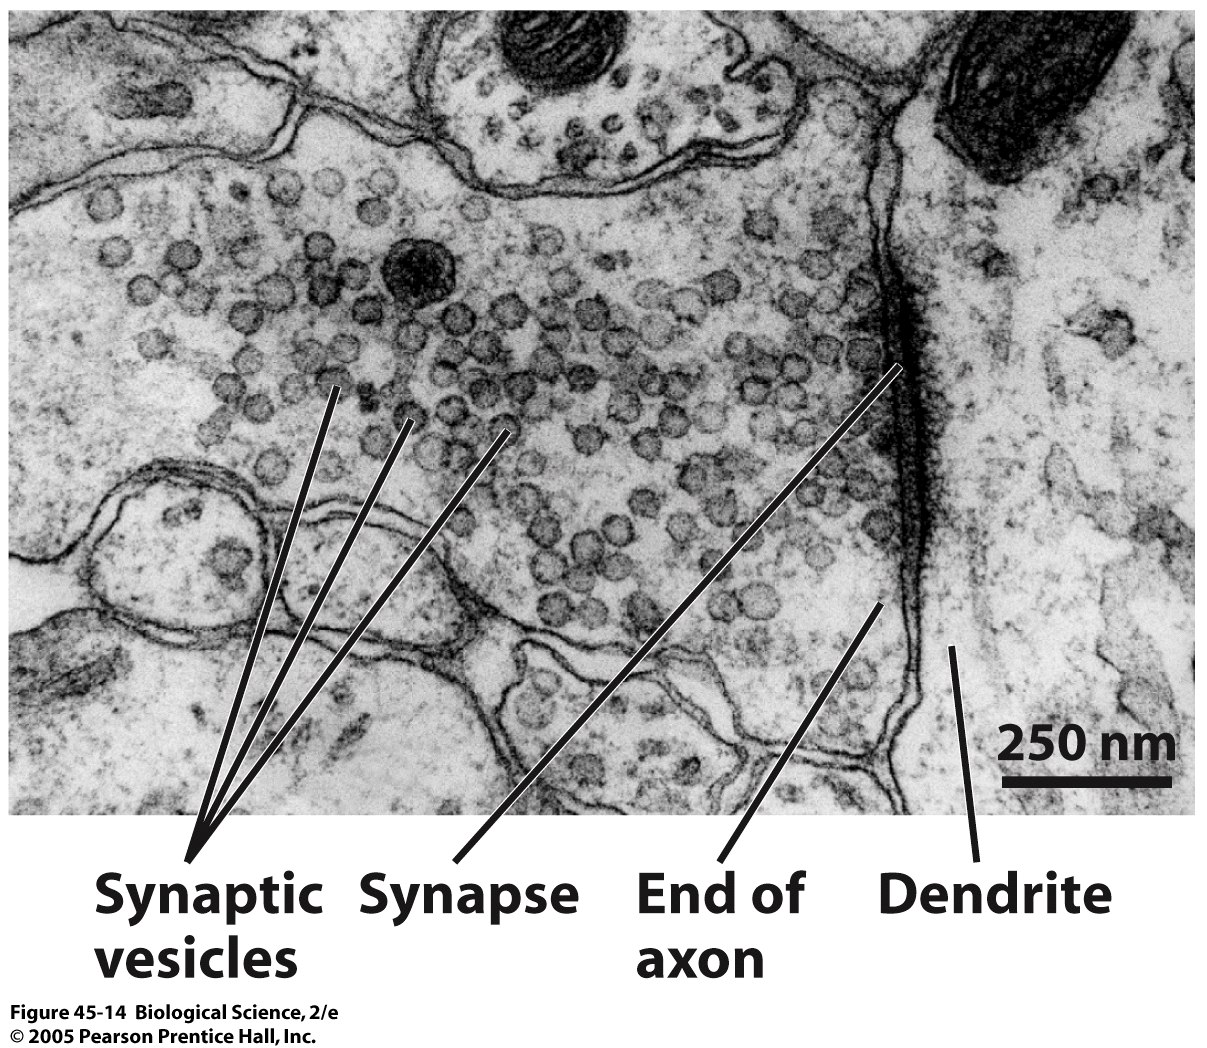 250 nm
Synaptic
vesicles
Synapse
End of
axon
Dendrite
Figure 45-14 Biological Science, 2/e
© 2005 Pearson Prentice Hall, Inc.